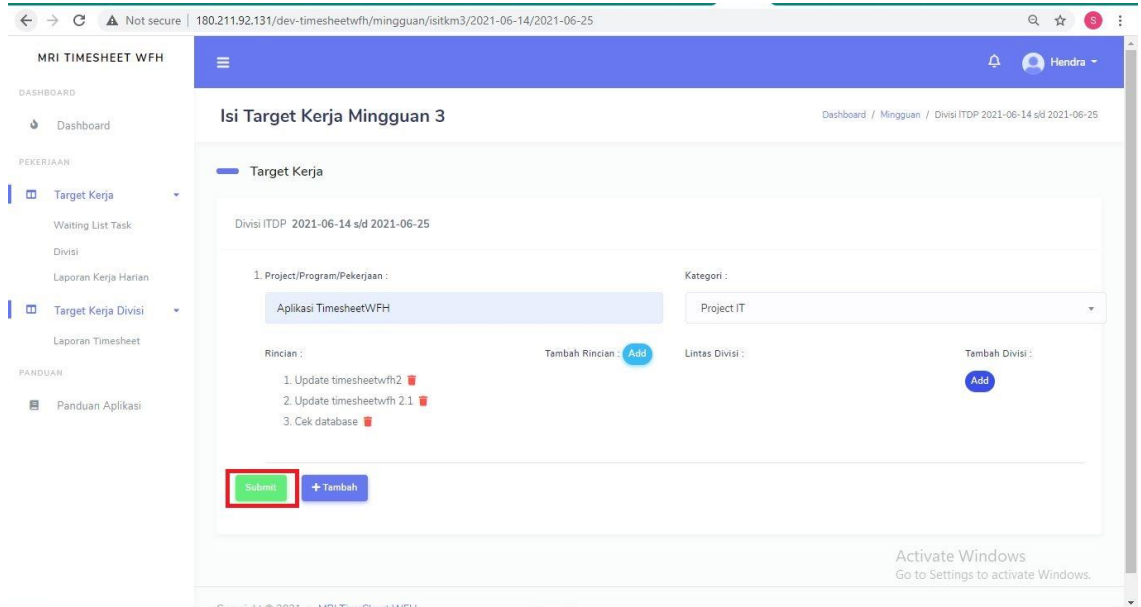 Not secure | 180.211.92.131/dev-timesheetwfh/mingguan/isitkm3/2021-06-14/2021-06-25
S
MRI TIMESHEET WFH
Hendra
DASHBOARD
Dashboard
Isi Target Kerja Mingguan 3
Dashboard / Mingguan / Divisi ITDP 2021-06-14 s/d 2021-06-25
PEKERJAAN
Target Kerja
Target Kerja
Waiting List Task
Divisi ITDP 2021-06-14 s/d 2021-06-25
Divisi
Laporan Kerja Harian
1. Project/Program/Pekerjaan :
Kategori :
Target Kerja Divisi
Aplikasi TimesheetWFH
Project IT
Laporan Timesheet
Rincian :
Tambah Rincian : Add
Lintas Divisi :
Tambah Divisi :
Add
PANDUAN
Panduan Aplikasi
1. Update timesheetwfh2
2. Update timesheetwfh 2.1
3. Cek database
Submit
+ Tambah
Activate Windows
Go to Settings to activate Windows.